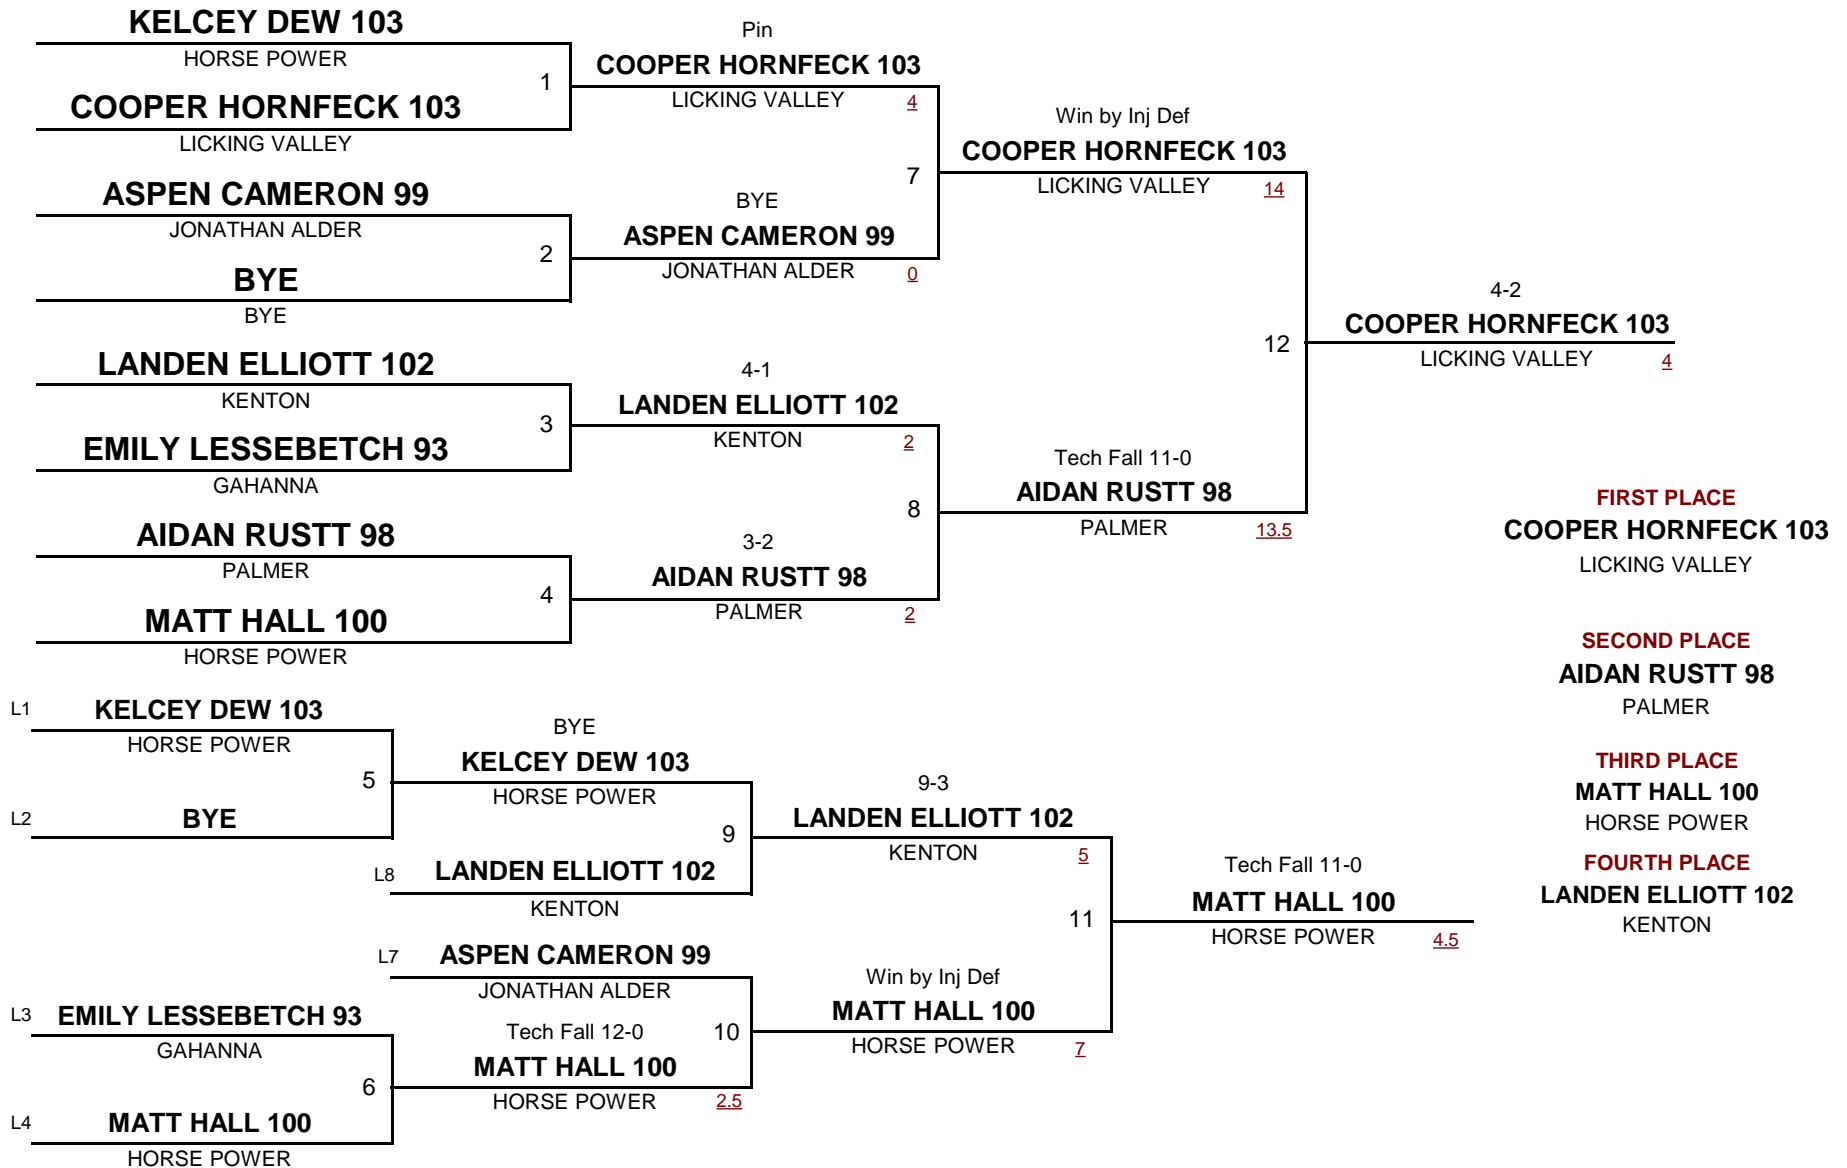 KELCEY DEW 103
HORSE POWER
1
COOPER HORNFECK 103
LICKING VALLEY
Pin
COOPER HORNFECK 103
LICKING VALLEY 4
ASPEN CAMERON 99
JONATHAN ALDER
2
BYE
BYE
BYE
ASPEN CAMERON 99
JONATHAN ALDER 0
7
Win by Inj Def
COOPER HORNFECK 103
LICKING VALLEY 14
LANDEN ELLIOTT 102
KENTON
3
EMILY LESSEBETCH 93
GAHANNA
4-1
LANDEN ELLIOTT 102
KENTON 2
AIDAN RUSTT 98
PALMER
4
MATT HALL 100
HORSE POWER
3-2
AIDAN RUSTT 98
PALMER 2
8
Tech Fall 11-0
AIDAN RUSTT 98
PALMER 13.5
12
4-2
COOPER HORNFECK 103
LICKING VALLEY 4
FIRST PLACE
COOPER HORNFECK 103
LICKING VALLEY
SECOND PLACE
AIDAN RUSTT 98
PALMER
THIRD PLACE
MATT HALL 100
HORSE POWER
FOURTH PLACE
LANDEN ELLIOTT 102
KENTON
L1 KELCEY DEW 103
HORSE POWER
5
L2 BYE
BYE
KELCEY DEW 103
HORSE POWER
9
L8 LANDEN ELLIOTT 102
KENTON
9-3
LANDEN ELLIOTT 102
KENTON 5
L7 ASPEN CAMERON 99
JONATHAN ALDER
L3 EMILY LESSEBETCH 93
GAHANNA
6
L4 MATT HALL 100
HORSE POWER
Tech Fall 12-0
MATT HALL 100
HORSE POWER 2.5
10
Win by Inj Def
MATT HALL 100
HORSE POWER 7
11
Tech Fall 11-0
MATT HALL 100
HORSE POWER 4.5